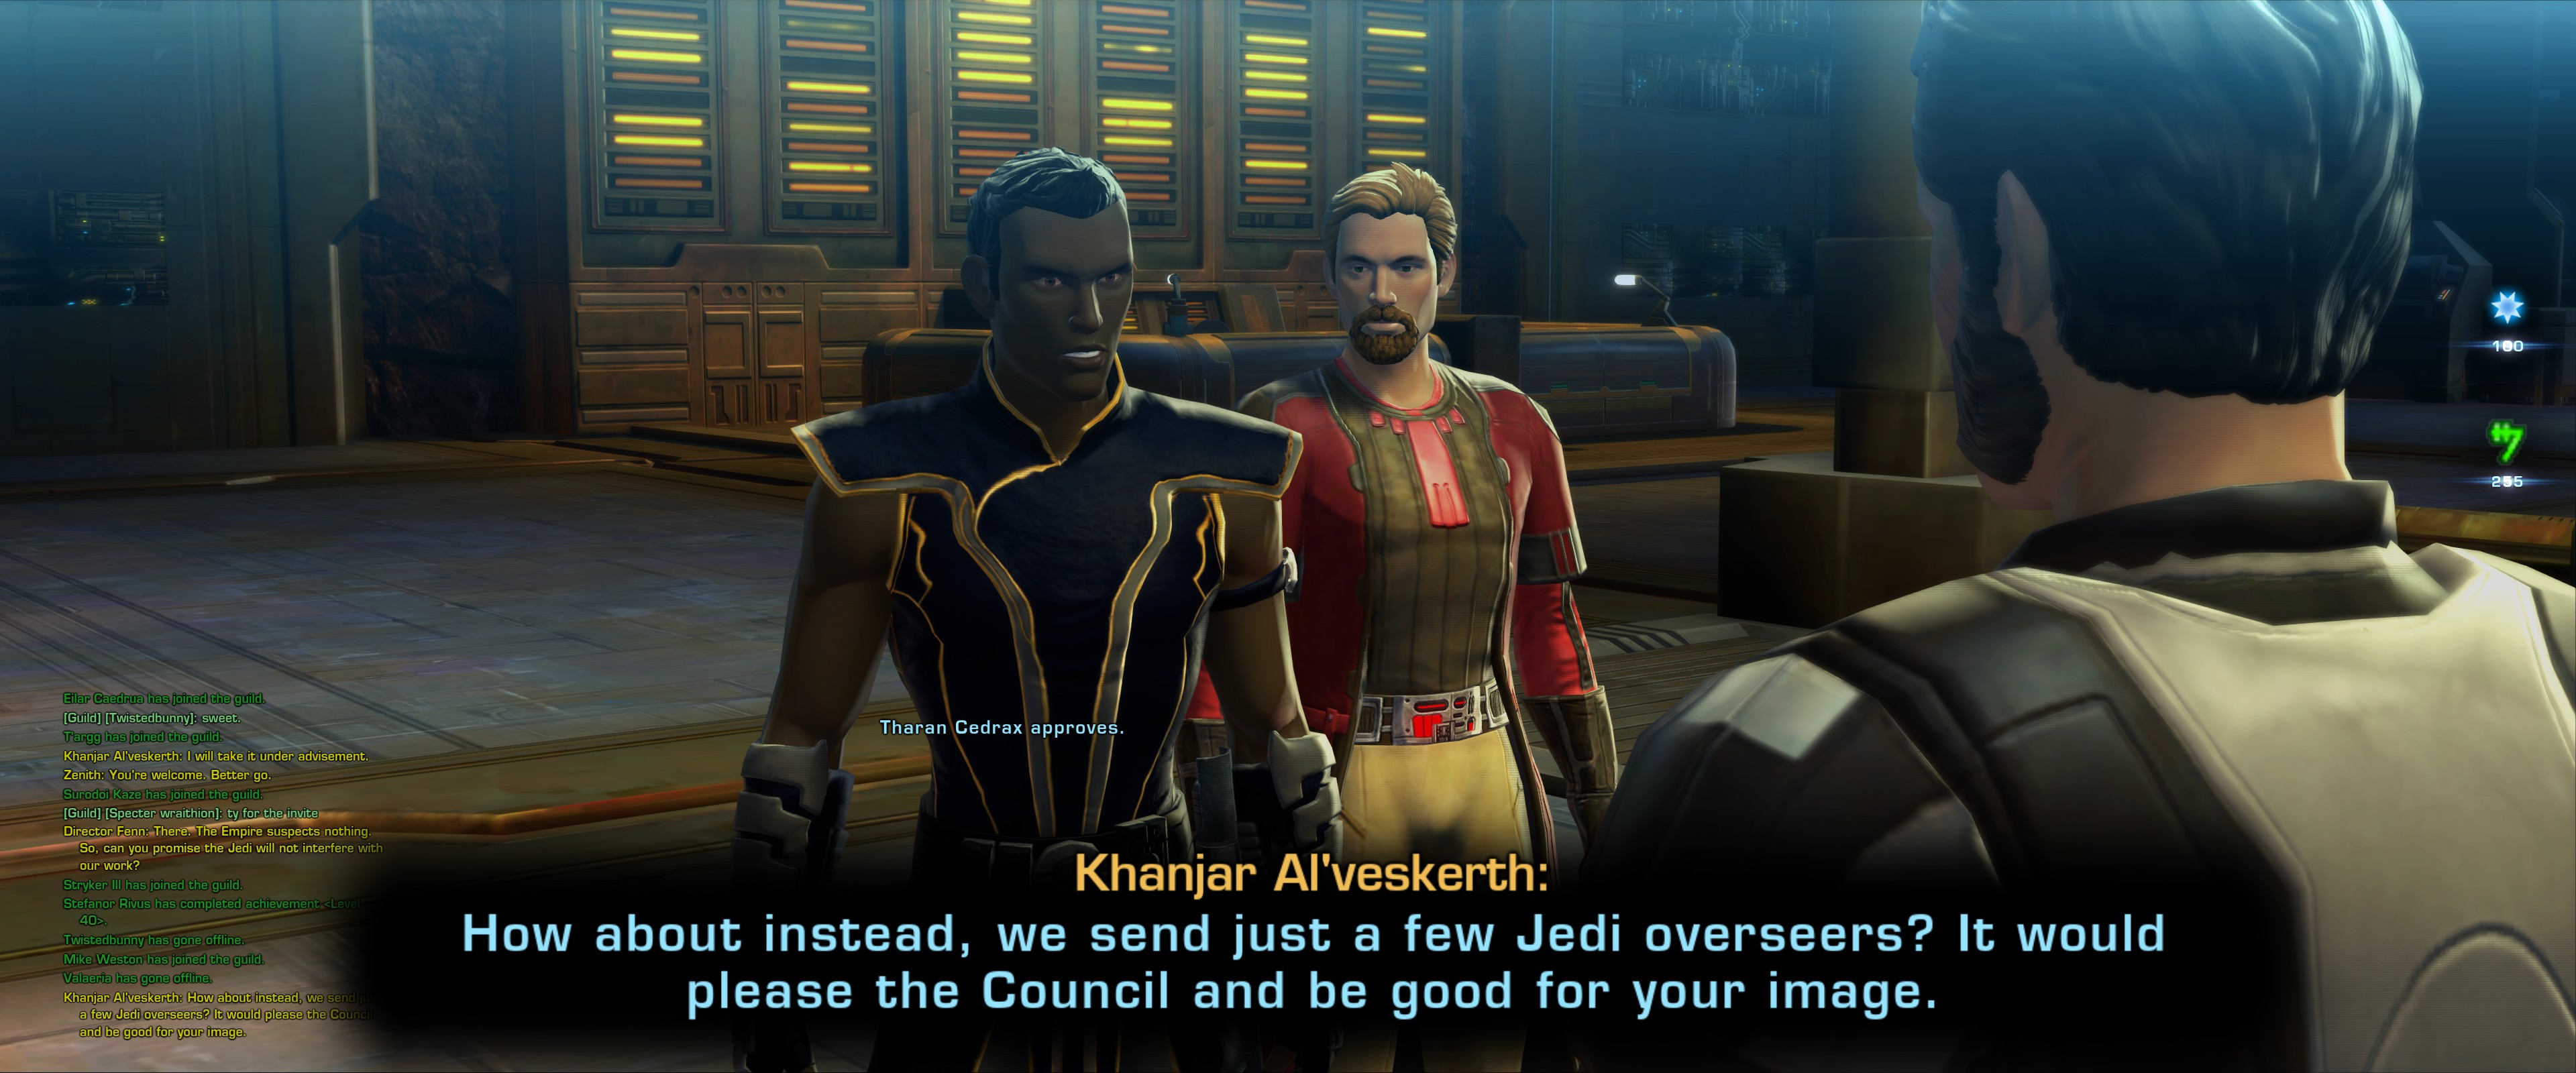 100
255
Eilar Caedrua has joined the guild.
[Guild] [Twistedbunny]: sweet.
T'argg has joined the guild.
Khanjar Al'veskerth: I will take it under advisement.
Zenith: You're welcome. Better go.
Surodoi Kaze has joined the guild.
[Guild] [Specter wraithion]: ty for the invite
Director Fenn: There. The Empire suspects nothing.
So, can you promise the Jedi will not interfere with
our work?
Stryker III has joined the guild.
Stefanor Rivus has completed achievement <Level
40>.
Twistedbunny has gone offline.
Mike Weston has joined the guild.
Valaeria has gone offline.
Khanjar Al'veskerth: How about instead, we send
a few Jedi overseers? It would please the Council
and be good for your image.
Tharan Cedrax approves.
Khanjar Al'veskerth:
How about instead, we send just a few Jedi overseers? It would
please the Council and be good for your image.